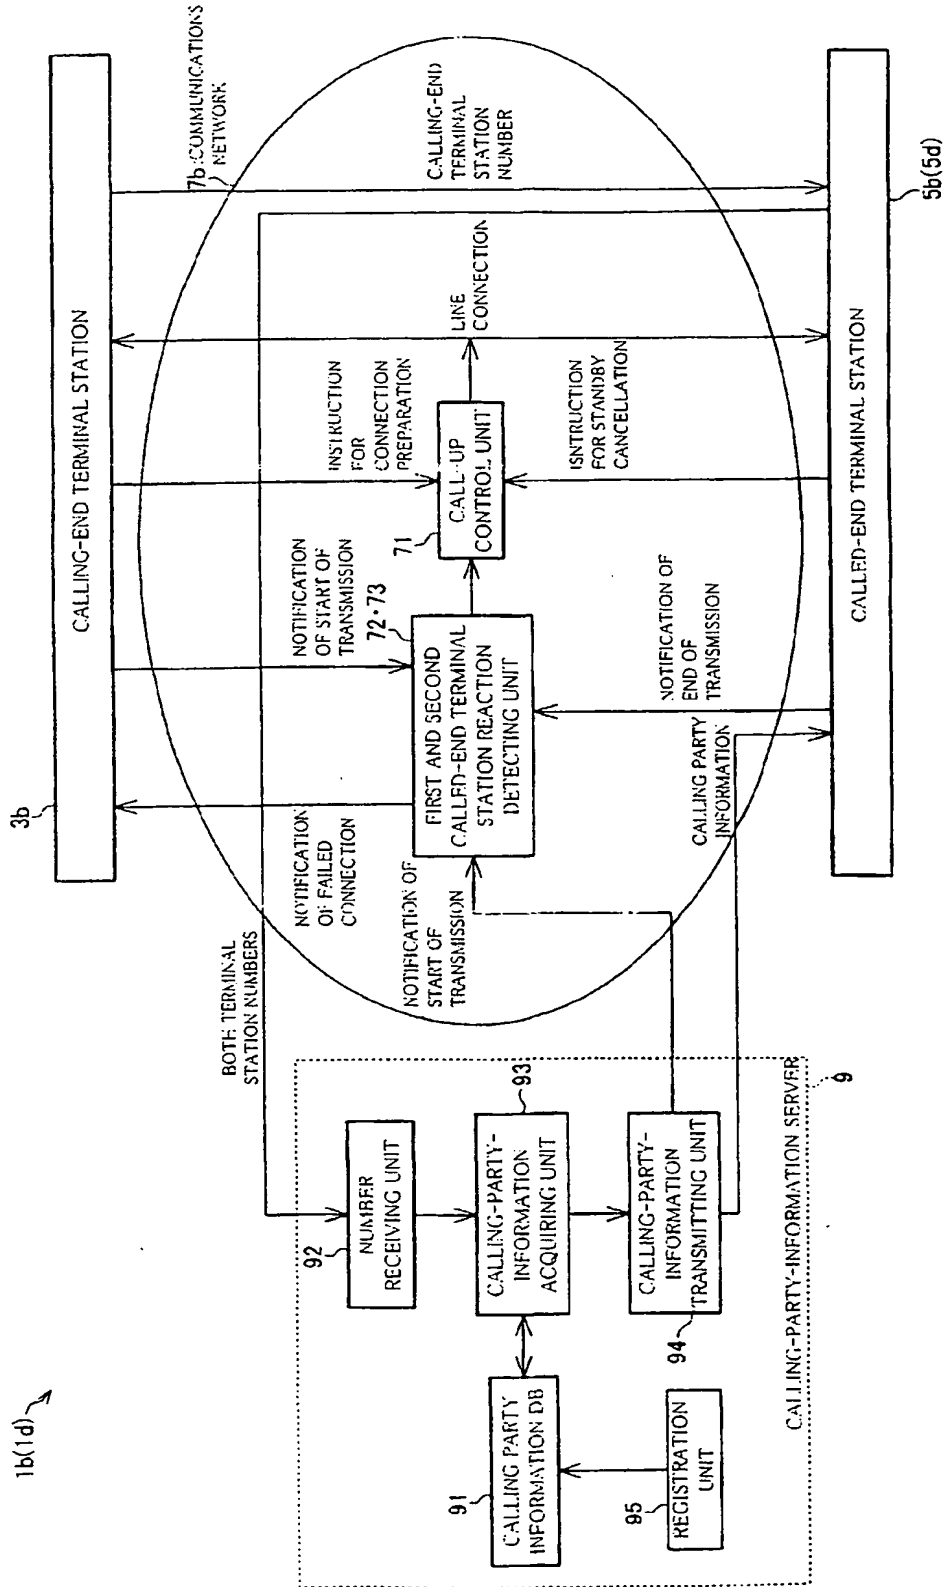 1b(1d)
3b
CALLING-END TERMINAL STATION
7b:COMMUNICATIONS
NETWORK
BOTH TERMINAL
STATION NUMBERS
NOTIFICATION
OF FAILED
CONNECTION
NOTIFICATION
OF START OF
TRANSMISSION
INSTRUCTION
FOR
CONNECTION
PREPARATION
CALLING-END
TERMINAL
STATION
NUMBER
NOTIFICATION OF
START OF
TRANSMISSION
72·73
FIRST AND SECOND
CALLED-END TERMINAL
STATION REACTION
DETECTING UNIT
71
CALL-UP
CONTROL UNIT
LINE
CONNECTION
CALLING PARTY
INFORMATION
NOTIFICATION OF
END OF
TRANSMISSION
ISNTRUCTION
FOR STANDBY
CANCELLATION
CALLED-END TERMINAL STATION
5b(5d)
92
NUMBER
RECEIVING UNIT
93
CALLING-PARTY-
INFORMATION
ACQUIRING UNIT
91
CALLING PARTY
INFORMATION DB
94
CALLING-PARTY-
INFORMATION
TRANSMITTING UNIT
95
REGISTRATION
UNIT
CALLING-PARTY-INFORMATION SERVER
9